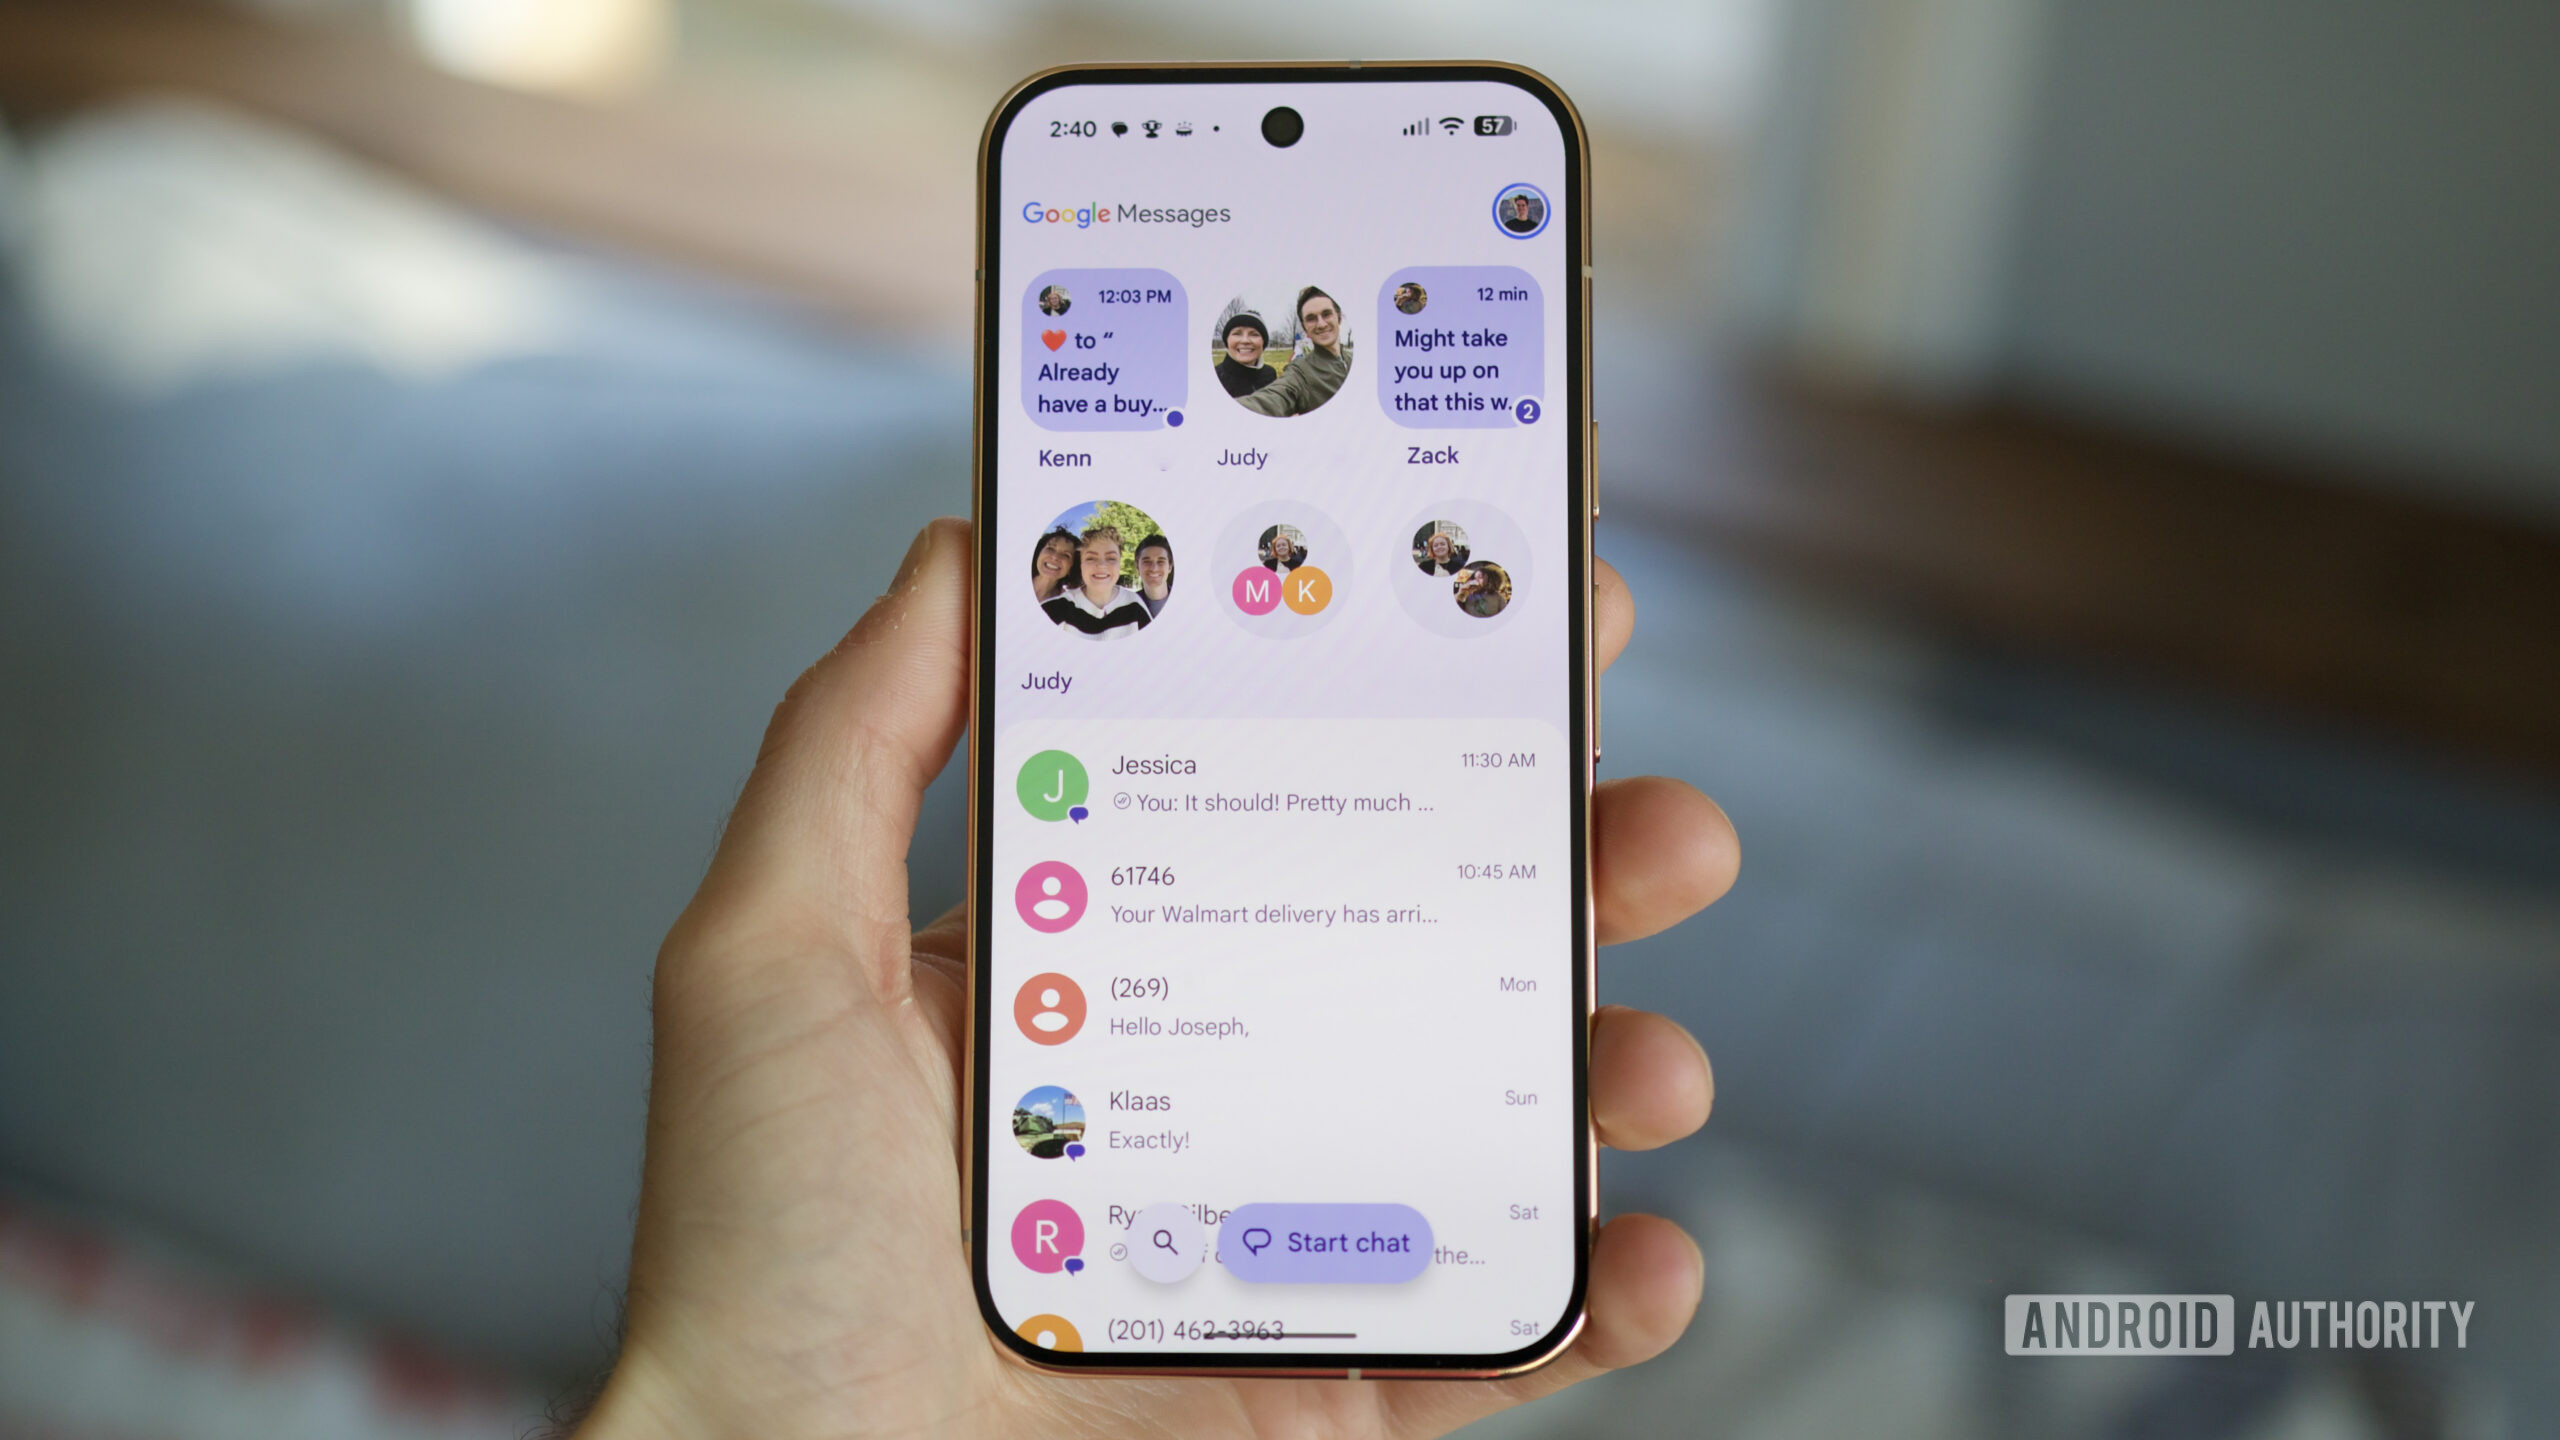 2:40
57
Google Messages
12:03 PM
❤️ to “
Already
have a buy...
12 min
Might take
you up on
that this w.
2
Kenn
Judy
Zack
M K
Judy
J
Jessica
11:30 AM
You: It should! Pretty much ...
61746
10:45 AM
Your Walmart delivery has arri...
(269)
Mon
Hello Joseph,
Klaas
Sun
Exactly!
R
Sat
Start chat
the...
(201) 462-3963
Sat
ANDROID AUTHORITY